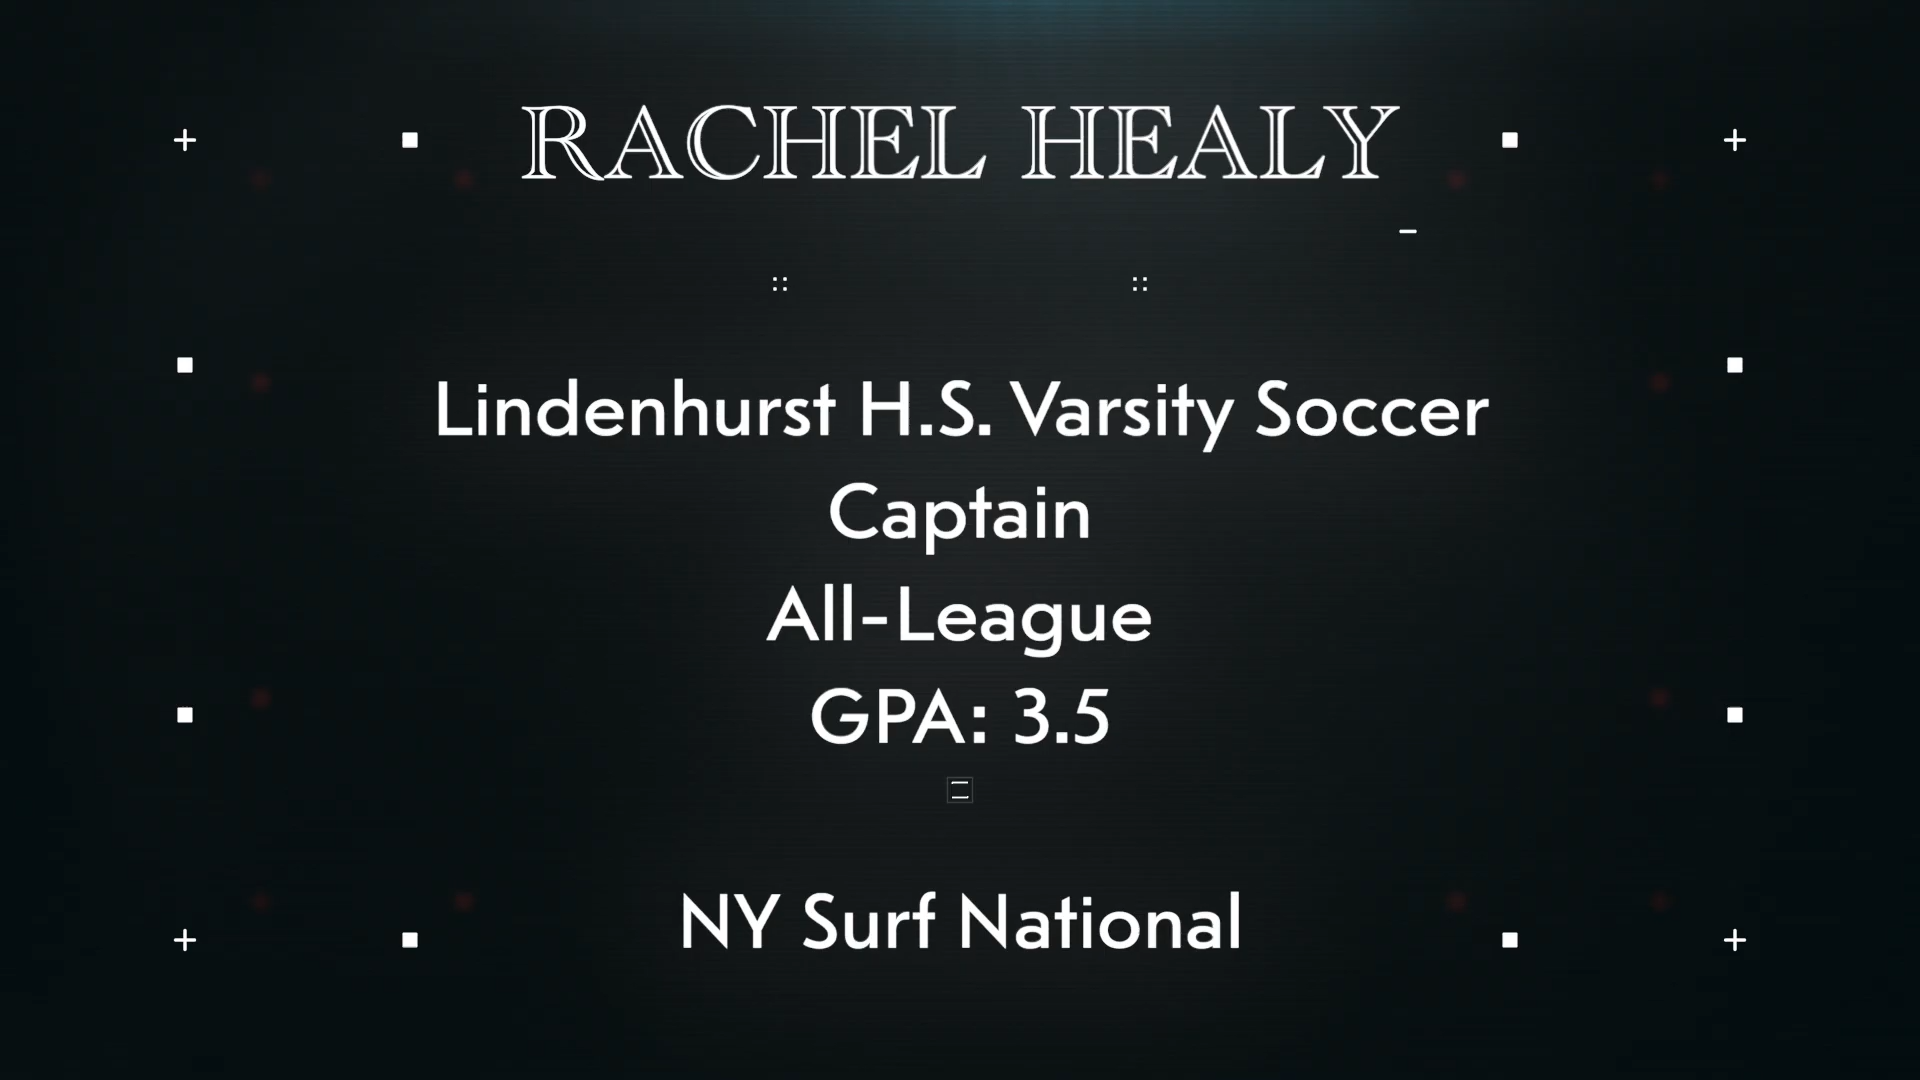 RACHEL HEALY
Lindenhurst H.S. Varsity Soccer
Captain
All-League
GPA: 3.5
NY Surf National